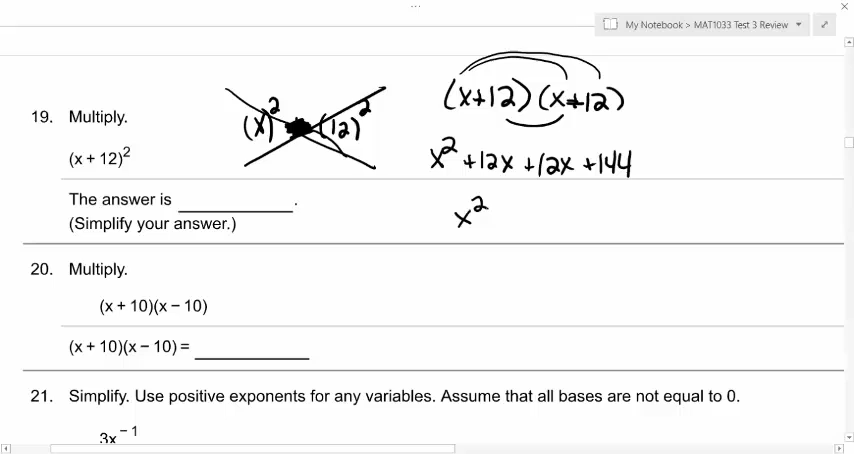 My Notebook > MAT1033 Test 3 Review
19. Multiply.
(x + 12)²
The answer is ____________.
(Simplify your answer.)
(x)² (12)²
(x+12)(x+12)
x² +12x +12x +144
x²
20. Multiply.
(x + 10)(x − 10)
(x + 10)(x − 10) = ____________
21. Simplify. Use positive exponents for any variables. Assume that all bases are not equal to 0.
3x⁻¹